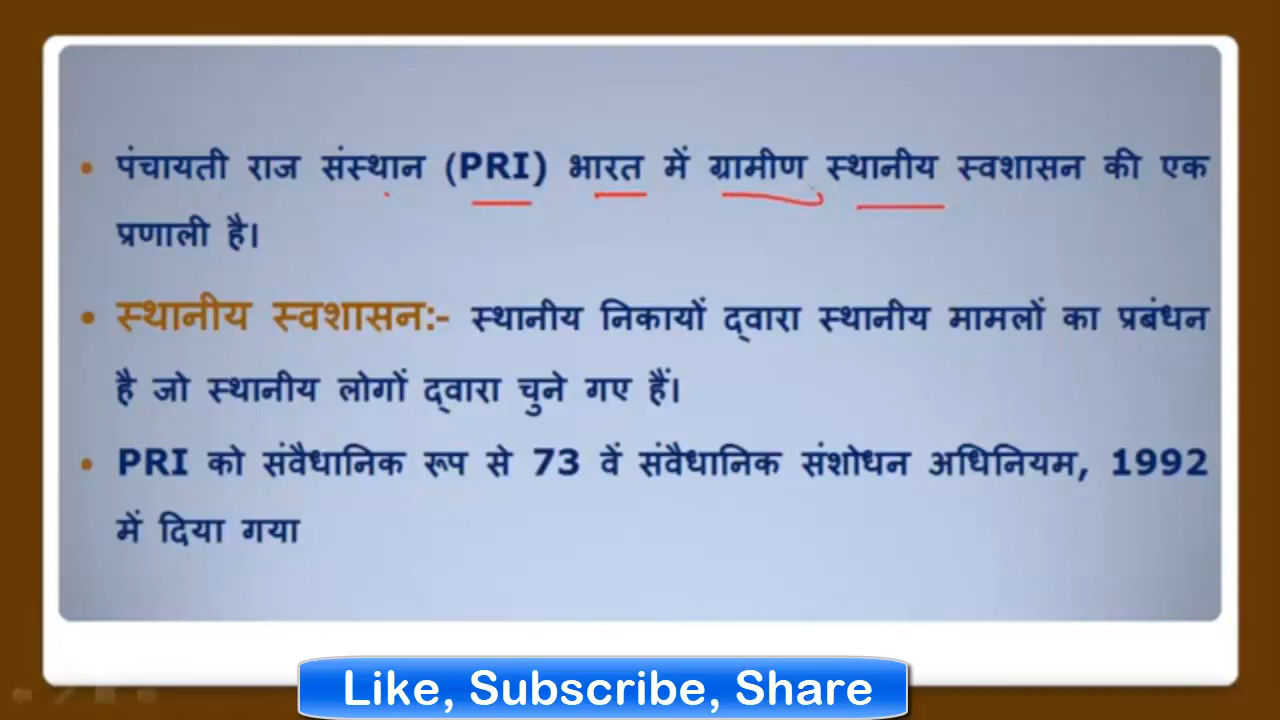 • पंचायती राज संस्थान (PRI) भारत में ग्रामीण स्थानीय स्वशासन की एक
प्रणाली है।
• स्थानीय स्वशासन:- स्थानीय निकायों द्वारा स्थानीय मामलों का प्रबंधन
है जो स्थानीय लोगों द्वारा चुने गए हैं।
• PRI को संवैधानिक रूप से 73 वें संवैधानिक संशोधन अधिनियम, 1992
में दिया गया
Like, Subscribe, Share